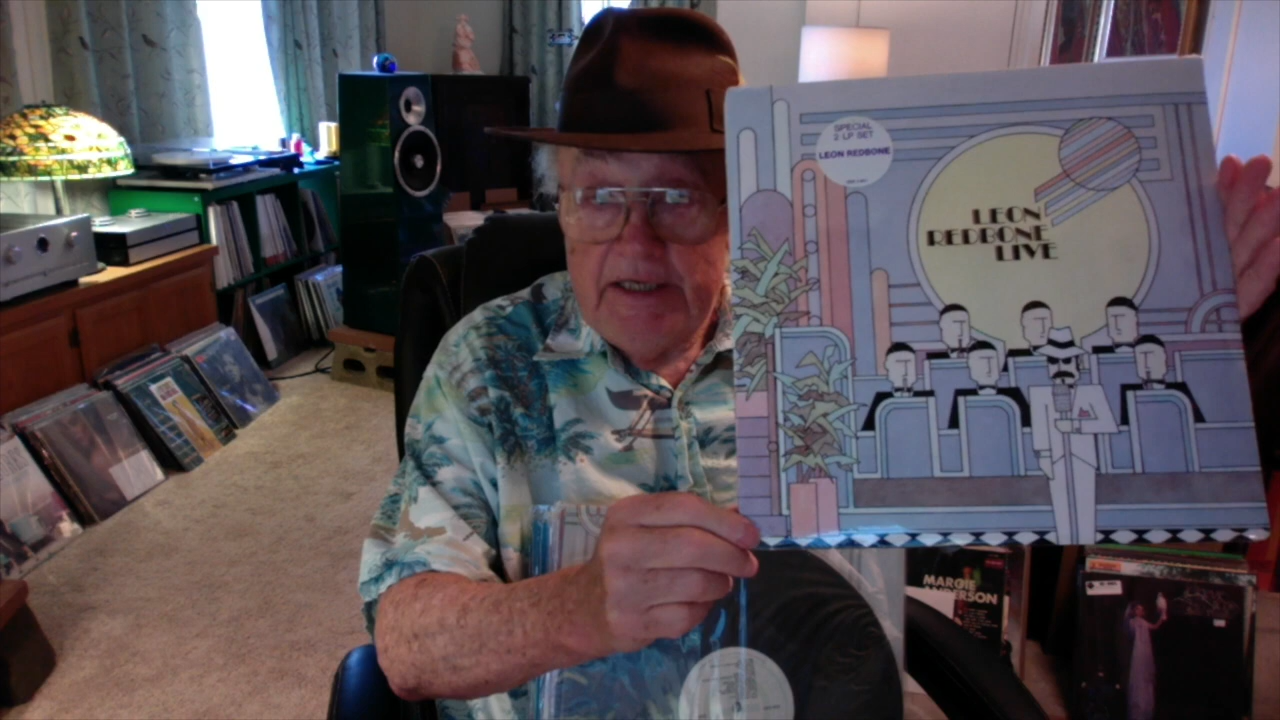 SPECIAL
2 LP SET
LEON REDBONE
LEON
REDBONE
LIVE
MARGIE
ANDERSON